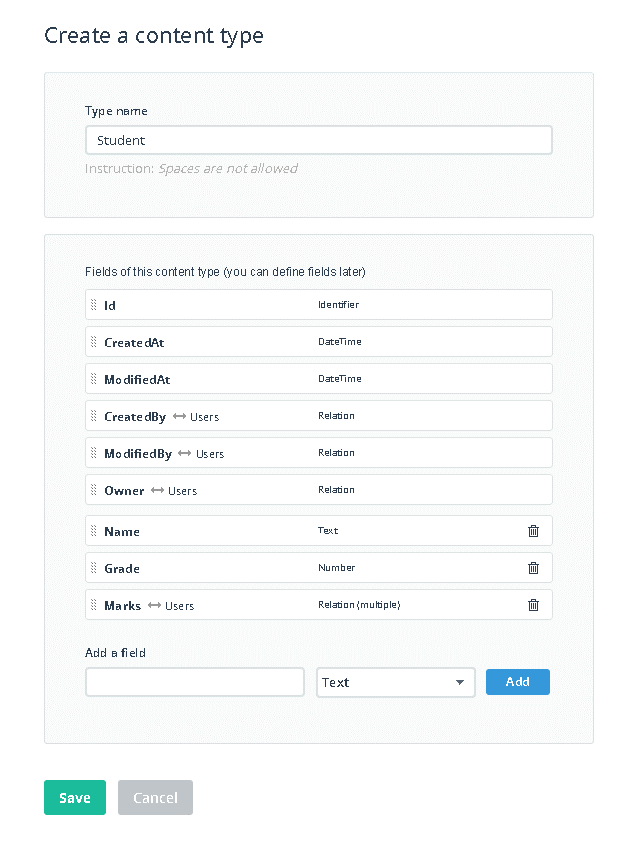 Create a content type
Type name
Student
Instruction: Spaces are not allowed
Fields of this content type (you can define fields later)
Id Identifier
CreatedAt DateTime
ModifiedAt DateTime
CreatedBy ↔ Users Relation
ModifiedBy ↔ Users Relation
Owner ↔ Users Relation
Name Text
Grade Number
Marks ↔ Users Relation (multiple)
Add a field
Text Add
Save Cancel